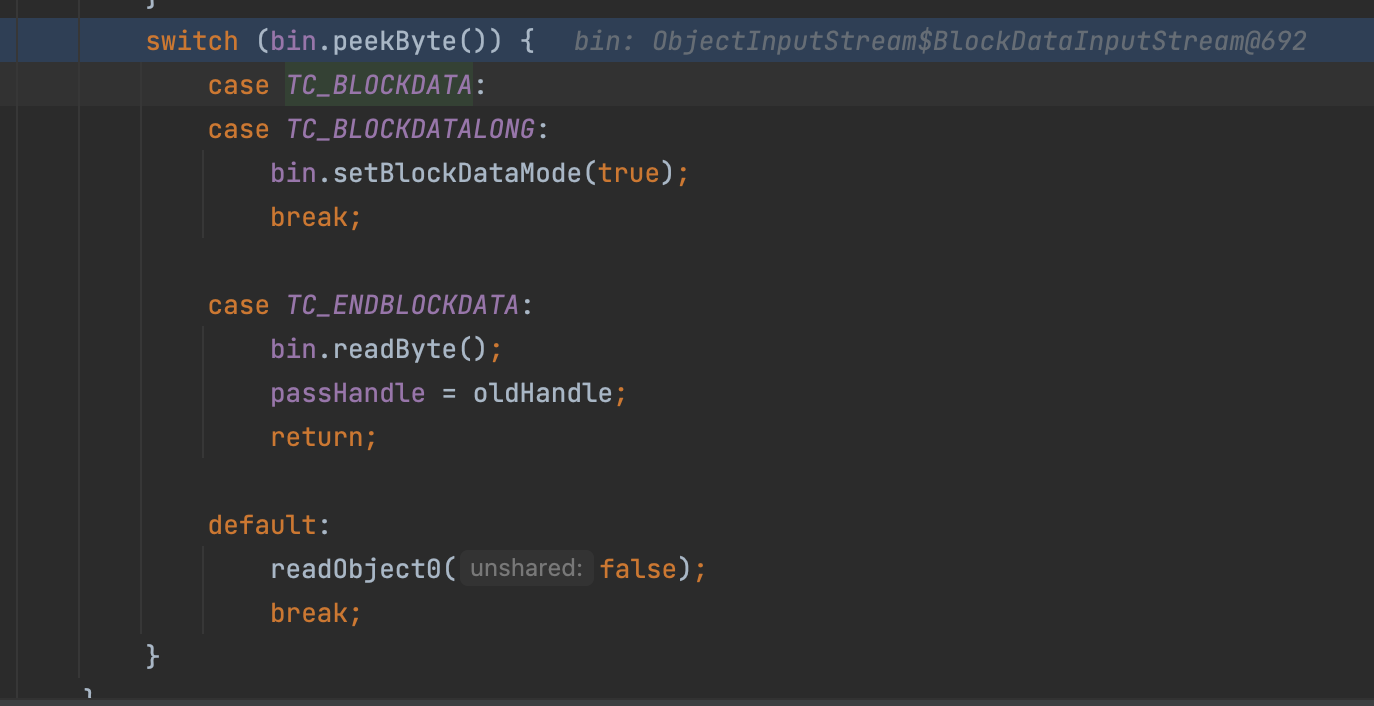 }
switch (bin.peekByte()) {   bin: ObjectInputStream$BlockDataInputStream@692
    case TC_BLOCKDATA:
    case TC_BLOCKDATALONG:
        bin.setBlockDataMode(true);
        break;
    case TC_ENDBLOCKDATA:
        bin.readByte();
        passHandle = oldHandle;
        return;
    default:
        readObject0( unshared: false);
        break;
}
}